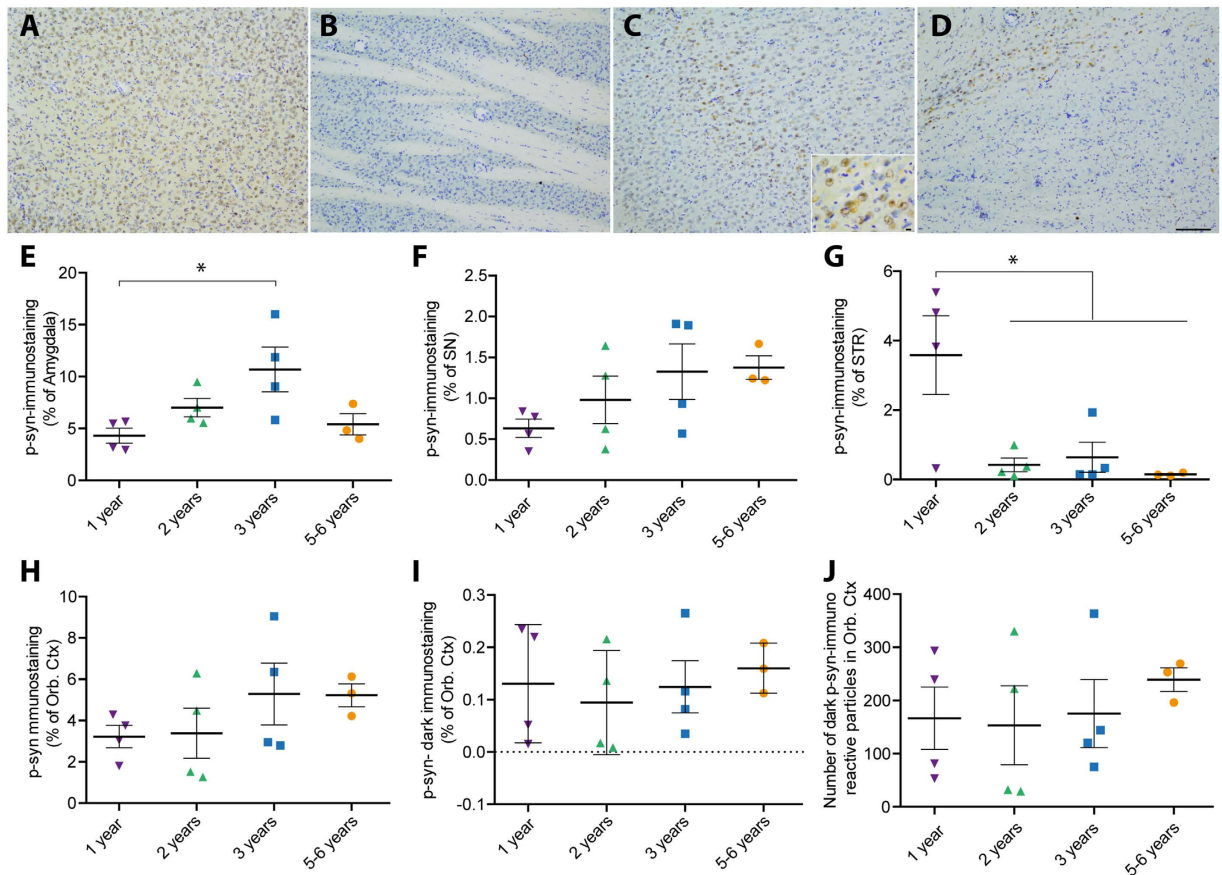 A
B
C
D
E
p-syn-immunostaining
(% of Amygdala)
20
15
10
5
0
*
1 year
2 years
3 years
5-6 years
F
p-syn-immunostaining
(% of SN)
2.5
2.0
1.5
1.0
0.5
0.0
1 year
2 years
3 years
5-6 years
G
p-syn-immunostaining
(% of STR)
6
4
2
0
*
1 year
2 years
3 years
5-6 years
H
p-syn mmunostaining
(% of Orb. Ctx)
10
8
6
4
2
0
1 year
2 years
3 years
5-6 years
I
p-syn- dark immunostaining
(% of Orb. Ctx)
0.3
0.2
0.1
0.0
-0.1
1 year
2 years
3 years
5-6 years
J
Number of dark p-syn-immuno
reactive particles in Orb. Ctx
400
300
200
100
0
1 year
2 years
3 years
5-6 years